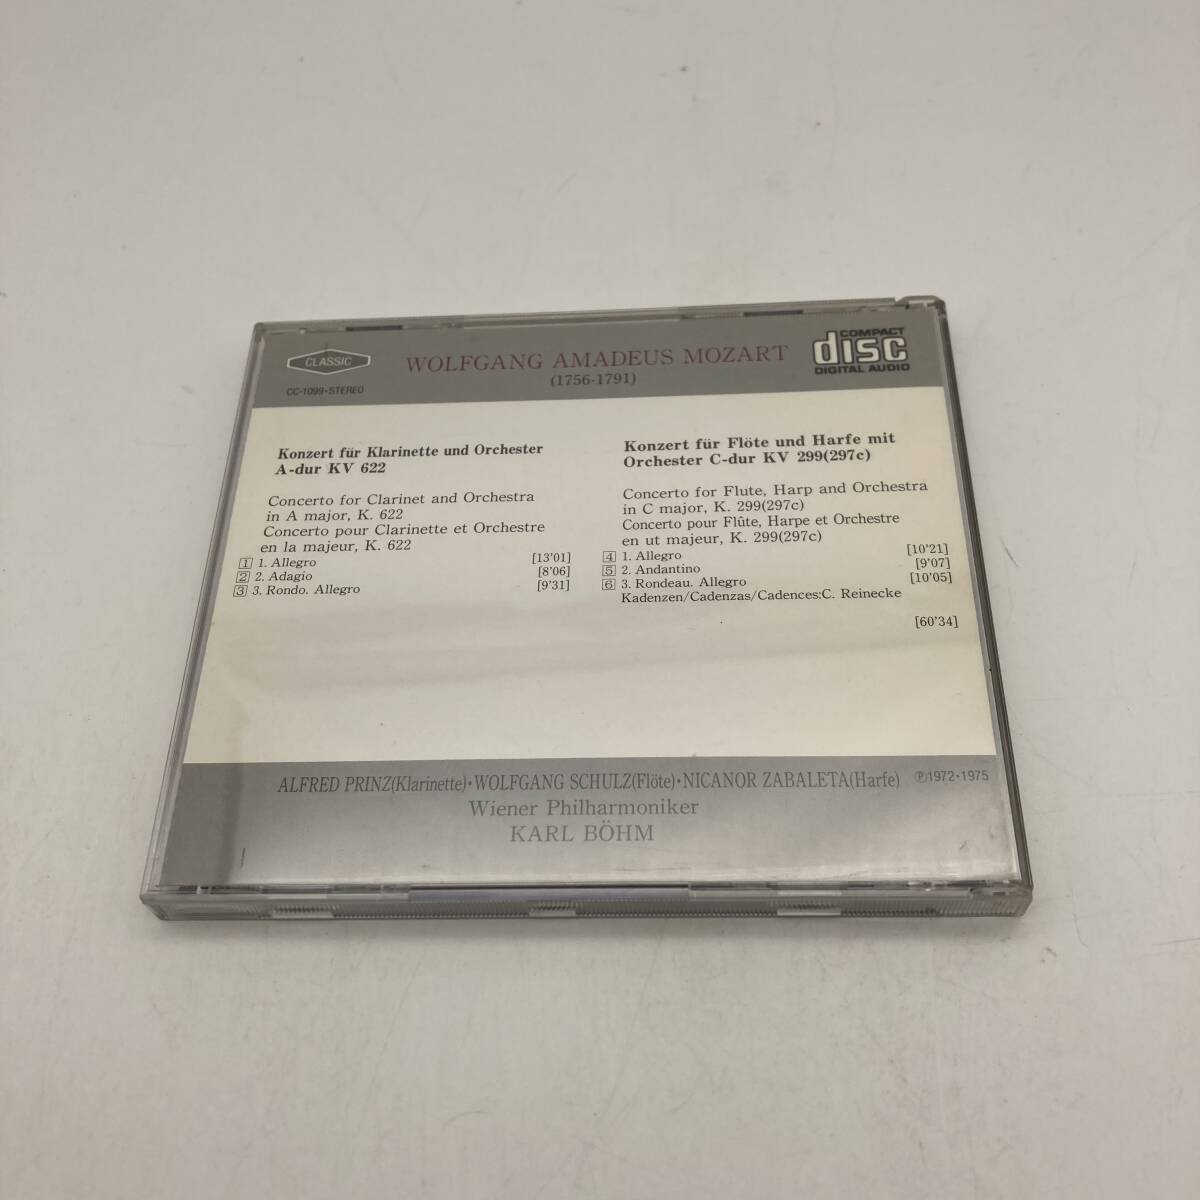 CLASSIC
CC-1099・STEREO
WOLFGANG AMADEUS MOZART
(1756-1791)
COMPACT
disc
DIGITAL AUDIO
Konzert für Klarinette und Orchester
A-dur KV 622
Concerto for Clarinet and Orchestra
in A major, K. 622
Concerto pour Clarinette et Orchestre
en la majeur, K. 622
1 1. Allegro [13'01]
2 2. Adagio [8'06]
3 3. Rondo. Allegro [9'31]
Konzert für Flöte und Harfe mit
Orchester C-dur KV 299(297c)
Concerto for Flute, Harp and Orchestra
in C major, K. 299(297c)
Concerto pour Flûte, Harpe et Orchestre
en ut majeur, K. 299(297c)
4 1. Allegro [10'21]
5 2. Andantino [9'07]
6 3. Rondeau. Allegro [10'05]
Kadenzen/Cadenzas/Cadences:C. Reinecke
[60'34]
ALFRED PRINZ(Klarinette)・WOLFGANG SCHULZ(Flöte)・NICANOR ZABALETA(Harfe) ℗1972・1975
Wiener Philharmoniker
KARL BÖHM